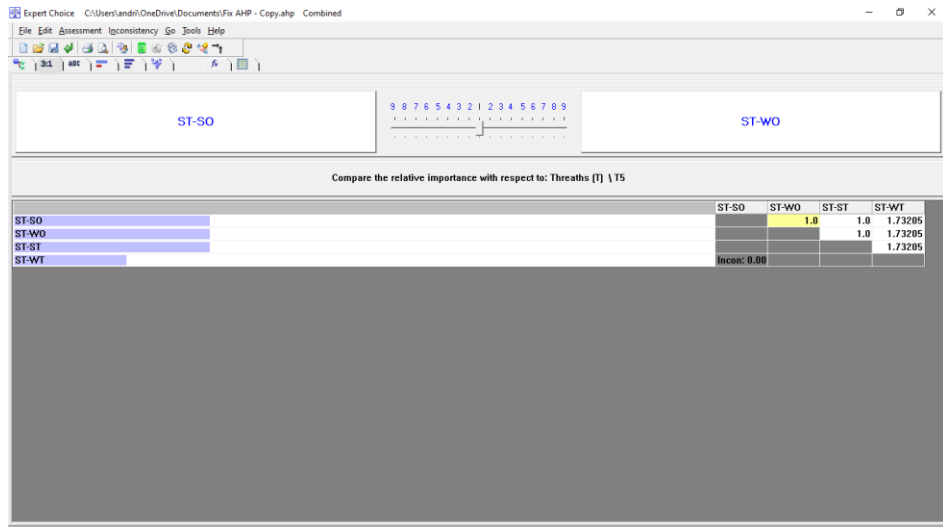 Expert Choice C:\Users\andri\OneDrive\Documents\Fix AHP - Copy.ahp Combined
File Edit Assessment Inconsistency Go Tools Help
3:1 ABC
ST-SO
9 8 7 6 5 4 3 2 1 2 3 4 5 6 7 8 9
ST-WO
Compare the relative importance with respect to: Threaths (T) \ T5
ST-SO ST-WO ST-ST ST-WT
ST-SO 1.0 1.0 1.73205
ST-WO 1.0 1.73205
ST-ST 1.73205
ST-WT Incon: 0.00